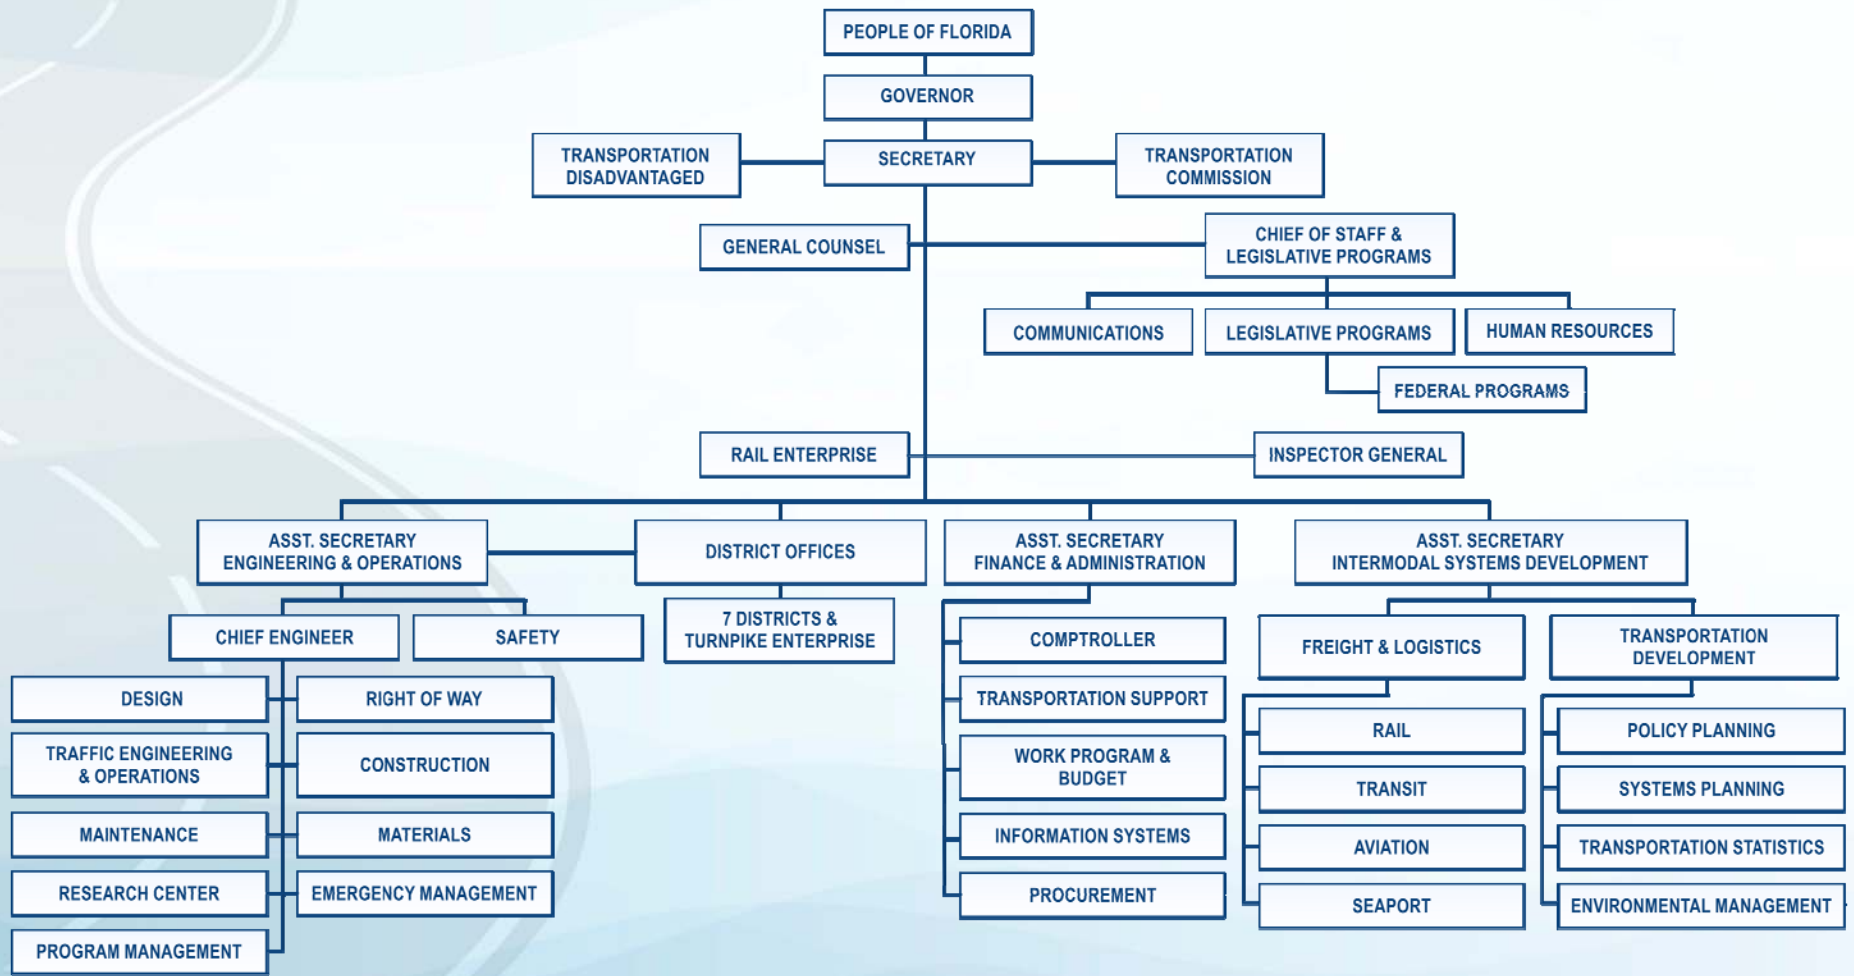 PEOPLE OF FLORIDA
GOVERNOR
TRANSPORTATION
DISADVANTAGED
SECRETARY
TRANSPORTATION
COMMISSION
GENERAL COUNSEL
CHIEF OF STAFF &
LEGISLATIVE PROGRAMS
COMMUNICATIONS
LEGISLATIVE PROGRAMS
HUMAN RESOURCES
FEDERAL PROGRAMS
RAIL ENTERPRISE
INSPECTOR GENERAL
ASST. SECRETARY
ENGINEERING & OPERATIONS
DISTRICT OFFICES
ASST. SECRETARY
FINANCE & ADMINISTRATION
ASST. SECRETARY
INTERMODAL SYSTEMS DEVELOPMENT
CHIEF ENGINEER
SAFETY
7 DISTRICTS &
TURNPIKE ENTERPRISE
DESIGN
RIGHT OF WAY
TRAFFIC ENGINEERING
& OPERATIONS
CONSTRUCTION
MAINTENANCE
MATERIALS
RESEARCH CENTER
EMERGENCY MANAGEMENT
PROGRAM MANAGEMENT
COMPTROLLER
TRANSPORTATION SUPPORT
WORK PROGRAM &
BUDGET
INFORMATION SYSTEMS
PROCUREMENT
FREIGHT & LOGISTICS
RAIL
TRANSIT
AVIATION
SEAPORT
TRANSPORTATION
DEVELOPMENT
POLICY PLANNING
SYSTEMS PLANNING
TRANSPORTATION STATISTICS
ENVIRONMENTAL MANAGEMENT